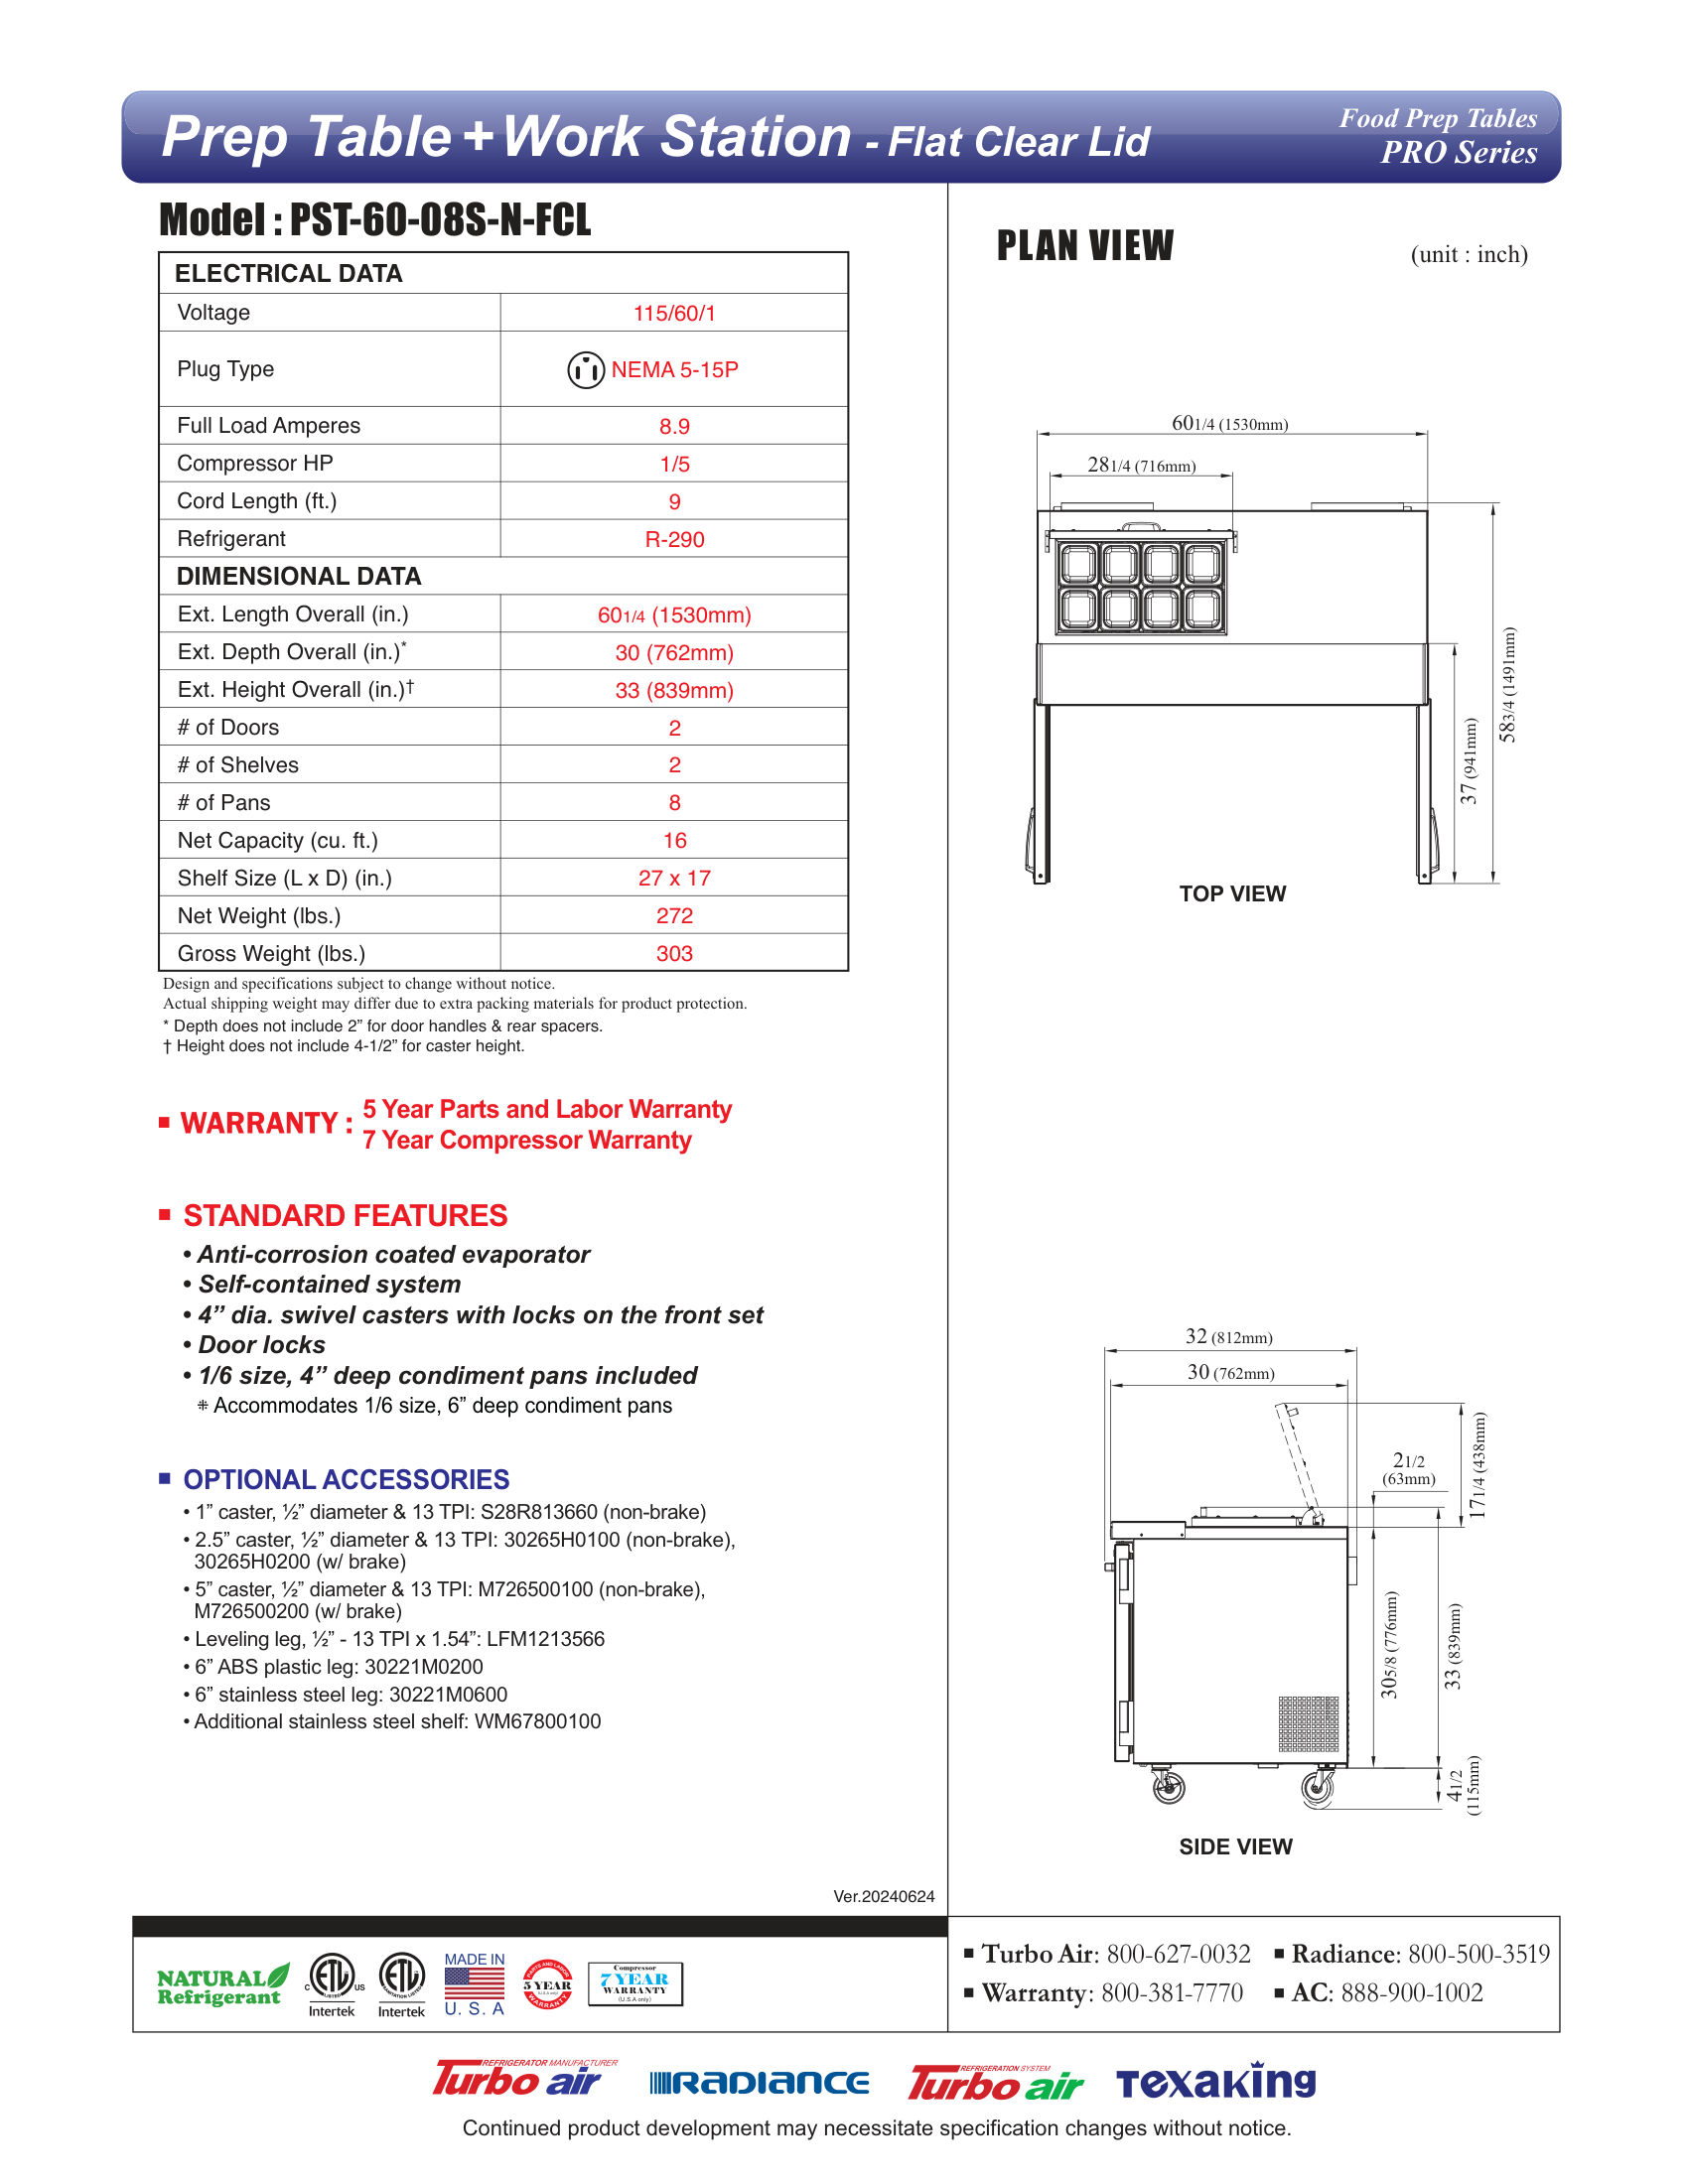 Prep Table + Work Station - Flat Clear Lid
Food Prep Tables
PRO Series
Model : PST-60-08S-N-FCL
ELECTRICAL DATA
Voltage 115/60/1
Plug Type NEMA 5-15P
Full Load Amperes 8.9
Compressor HP 1/5
Cord Length (ft.) 9
Refrigerant R-290
DIMENSIONAL DATA
Ext. Length Overall (in.) 601/4 (1530mm)
Ext. Depth Overall (in.)* 30 (762mm)
Ext. Height Overall (in.)† 33 (839mm)
# of Doors 2
# of Shelves 2
# of Pans 8
Net Capacity (cu. ft.) 16
Shelf Size (L x D) (in.) 27 x 17
Net Weight (lbs.) 272
Gross Weight (lbs.) 303
Design and specifications subject to change without notice.
Actual shipping weight may differ due to extra packing materials for product protection.
* Depth does not include 2” for door handles & rear spacers.
† Height does not include 4-1/2” for caster height.
■ WARRANTY :
5 Year Parts and Labor Warranty
7 Year Compressor Warranty
■ STANDARD FEATURES
• Anti-corrosion coated evaporator
• Self-contained system
• 4” dia. swivel casters with locks on the front set
• Door locks
• 1/6 size, 4” deep condiment pans included
⁜ Accommodates 1/6 size, 6” deep condiment pans
■ OPTIONAL ACCESSORIES
• 1” caster, ½” diameter & 13 TPI: S28R813660 (non-brake)
• 2.5” caster, ½” diameter & 13 TPI: 30265H0100 (non-brake),
30265H0200 (w/ brake)
• 5” caster, ½” diameter & 13 TPI: M726500100 (non-brake),
M726500200 (w/ brake)
• Leveling leg, ½” - 13 TPI x 1.54”: LFM1213566
• 6” ABS plastic leg: 30221M0200
• 6” stainless steel leg: 30221M0600
• Additional stainless steel shelf: WM67800100
Ver.20240624
PLAN VIEW
(unit : inch)
601/4 (1530mm)
281/4 (716mm)
583/4 (1491mm)
37 (941mm)
TOP VIEW
32 (812mm)
30 (762mm)
171/4 (438mm)
21/2
(63mm)
305/8 (776mm)
33 (839mm)
41/2
(115mm)
SIDE VIEW
NATURAL
Refrigerant
C ETL US
LISTED
Intertek
ETL
SANITATION LISTED
Intertek
MADE IN
U. S. A
PARTS AND LABOR
5 YEAR
(U.S.A only)
WARRANTY
Compressor
7 YEAR
WARRANTY
(U.S.A only)
■ Turbo Air: 800-627-0032
■ Radiance: 800-500-3519
■ Warranty: 800-381-7770
■ AC: 888-900-1002
REFRIGERATOR MANUFACTURER
Turbo air
RADIANCE
REFRIGERATION SYSTEM
Turbo air
TEXAKING
Continued product development may necessitate specification changes without notice.